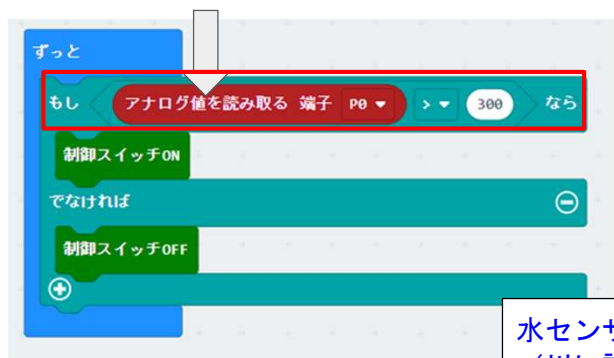 ずっと
もし アナログ値を読み取る 端子 P0 > 300 なら
制御スイッチON
でなければ
制御スイッチOFF
水センサ